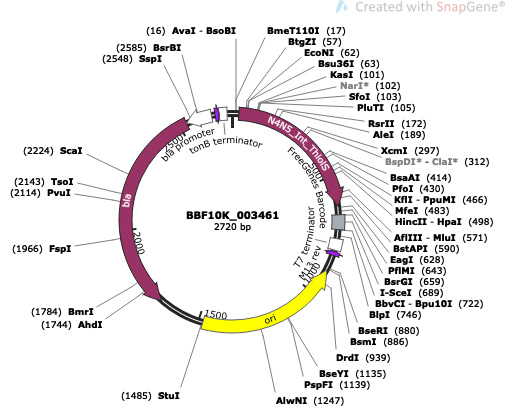 Created with SnapGene®
(16) AvaI - BsoBI
(2585) BsrBI
(2548) SspI
(2224) ScaI
(2143) TsoI
(2114) PvuI
(1966) FspI
(1784) BmrI
(1744) AhdI
(1485) StuI
BmeT110I (17)
BtgZI (57)
EcoNI (62)
Bsu36I (63)
KasI (101)
NarI* (102)
SfoI (103)
PluTI (105)
RsrII (172)
AleI (189)
XcmI (297)
BspDI* - ClaI* (312)
BsaAI (414)
PfoI (430)
KflI - PpuMI (466)
MfeI (483)
HincII - HpaI (498)
AflIII - MluI (571)
BstAPI (590)
EagI (628)
PflMI (643)
BsrGI (659)
I-SceI (689)
BbvCI - Bpu10I (722)
BlpI (746)
BseRI (880)
BsmI (886)
DrdI (939)
BseYI (1135)
PspFI (1139)
AlwNI (1247)
bla promoter
tonB terminator
N4N5_Int_ThioIS
FreeGenes Barcode
T7 terminator
M13 rev
bla
ori
500
1000
1500
2000
2500
BBF10K_003461
2720 bp